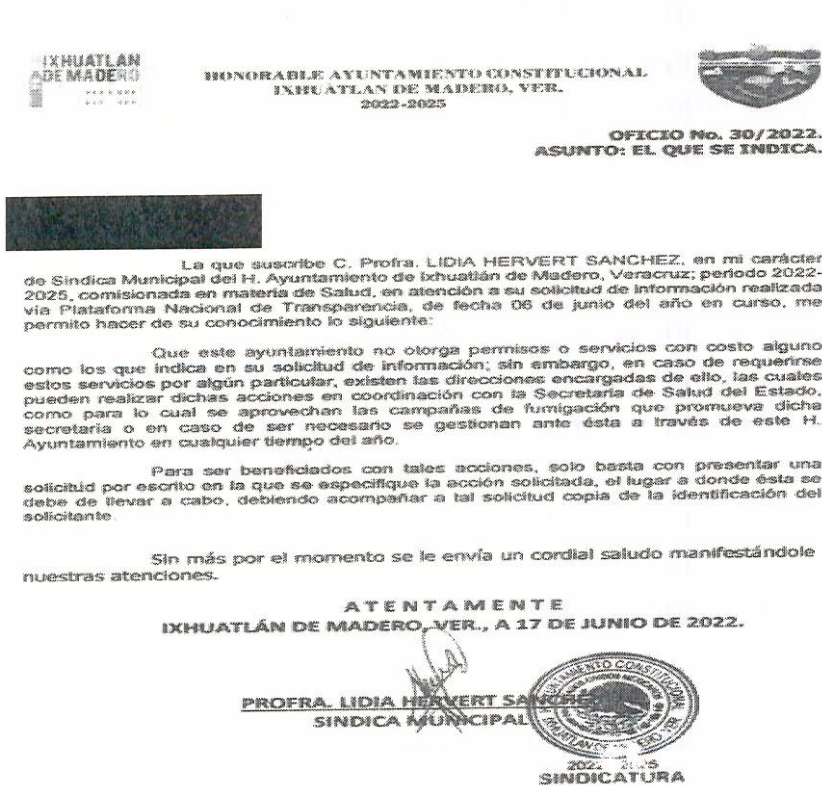 IXHUATLAN
DE MADERO
HONORABLE AYUNTAMIENTO CONSTITUCIONAL
IXHUATLAN DE MADERO, VER.
2022-2025
OFICIO No. 30/2022.
ASUNTO: EL QUE SE INDICA.
La que suscribe C. Profra. LIDIA HERVERT SANCHEZ, en mi carácter
de Sindica Municipal del H. Ayuntamiento de Ixhuatlán de Madero, Veracruz; periodo 2022-
2025, comisionada en materia de Salud, en atención a su solicitud de información realizada
vía Plataforma Nacional de Transparencia, de fecha 06 de junio del año en curso, me
permito hacer de su conocimiento lo siguiente:
Que este ayuntamiento no otorga permisos o servicios con costo alguno
como los que indica en su solicitud de información; sin embargo, en caso de requerirse
estos servicios por algún particular, existen las direcciones encargadas de ello, las cuales
pueden realizar dichas acciones en coordinación con la Secretaria de Salud del Estado,
como para lo cual se aprovechan las campañas de fumigación que promueva dicha
secretaria o en caso de ser necesario se gestionan ante ésta a través de este H.
Ayuntamiento en cualquier tiempo del año.
Para ser beneficiados con tales acciones, solo basta con presentar una
solicitud por escrito en la que se especifique la acción solicitada, el lugar a donde ésta se
debe de llevar a cabo, debiendo acompañar a tal solicitud copia de la identificación del
solicitante.
Sin más por el momento se le envía un cordial saludo manifestándole
nuestras atenciones.
ATENTAMENTE
IXHUATLÁN DE MADERO, VER., A 17 DE JUNIO DE 2022.
PROFRA. LIDIA HERVERT SANCHE
SINDICA MUNICIPAL
SINDICATURA